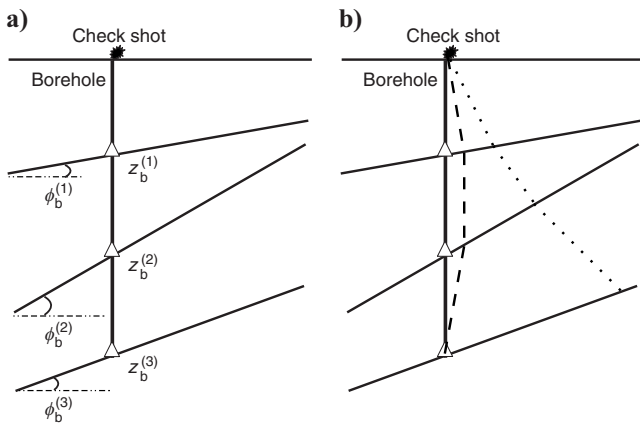 a)
Check shot
Borehole
z_b^(1)
ϕ_b^(1)
z_b^(2)
ϕ_b^(2)
z_b^(3)
ϕ_b^(3)
b)
Check shot
Borehole